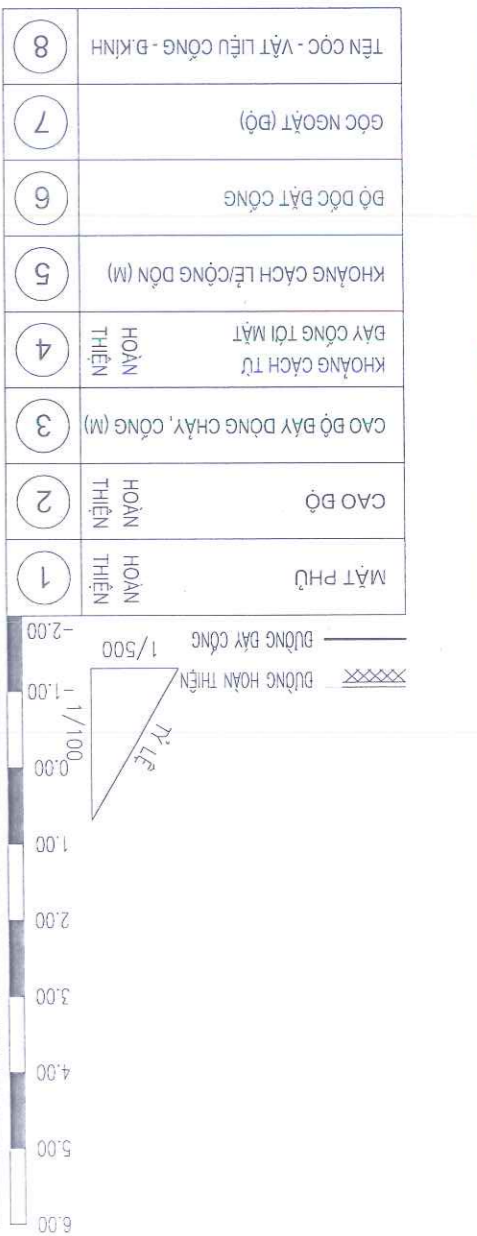 6.00
5.00
4.00
3.00
2.00
1.00
0.00
-1.00
-2.00
TỶ LỆ
1/100
1/500
ĐƯỜNG HOÀN THIỆN
ĐƯỜNG ĐÁY CỐNG
MẶT PHỦ
HOÀN
THIỆN
1
CAO ĐỘ
HOÀN
THIỆN
2
CAO ĐỘ ĐÁY DÒNG CHẢY, CỐNG (M)
3
KHOẢNG CÁCH TỪ
ĐÁY CỐNG TỚI MẶT
HOÀN
THIỆN
4
KHOẢNG CÁCH LẺ/CỘNG DỒN (M)
5
ĐỘ DỐC ĐẶT CỐNG
6
GÓC NGOẶT (ĐỘ)
7
TÊN CỌC - VẬT LIỆU CỐNG - Đ.KÍNH
8